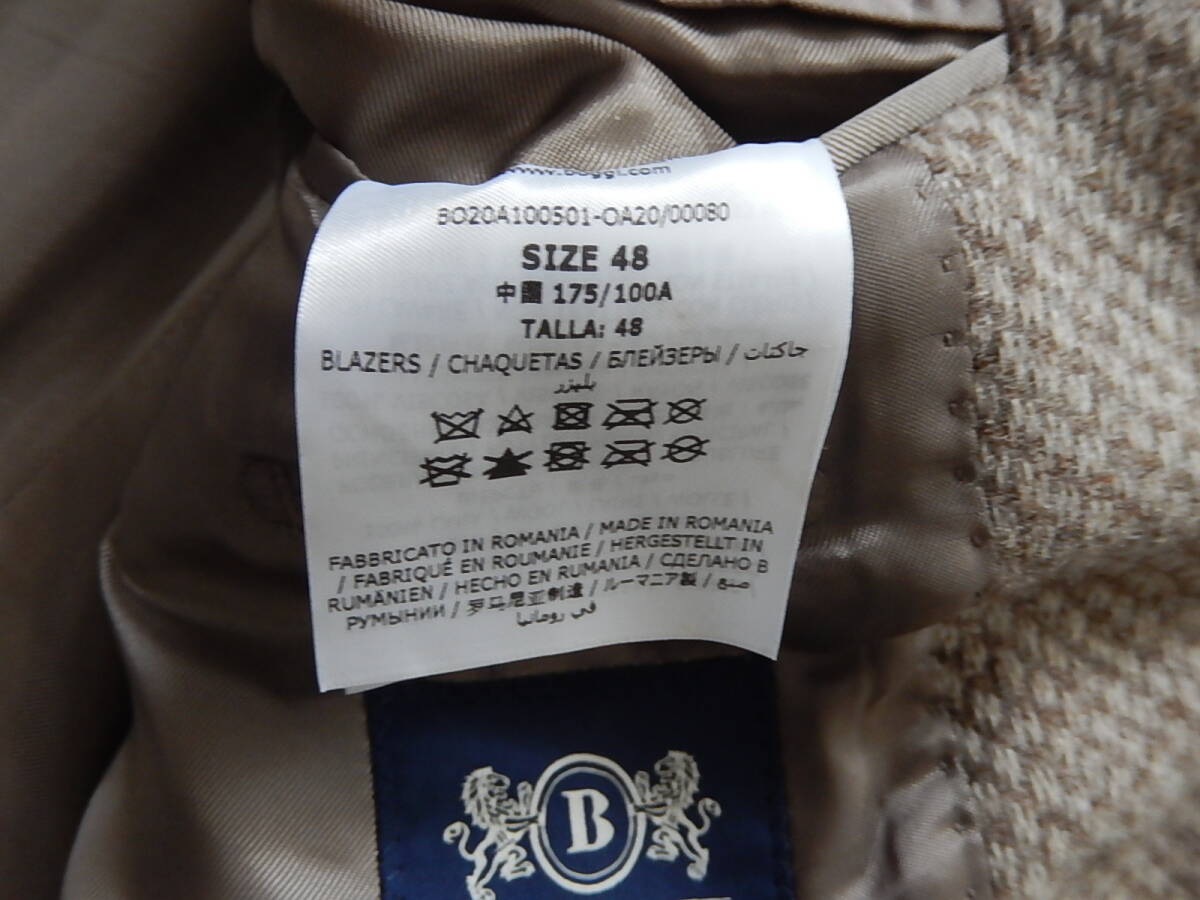 www.boggi.com
BO20A100501-OA20/00080
SIZE 48
中國 175/100A
TALLA: 48
BLAZERS / CHAQUETAS / БЛЕЙЗЕРЫ / جاكتات
بليزر
FABBRICATO IN ROMANIA / MADE IN ROMANIA
/ FABRIQUÉ EN ROUMANIE / HERGESTELLT IN
RUMÄNIEN / HECHO EN RUMANIA / СДЕЛАНО В
РУМЫНИИ / 罗马尼亚制造 / ルーマニア製 / صنع
في رومانيا
B